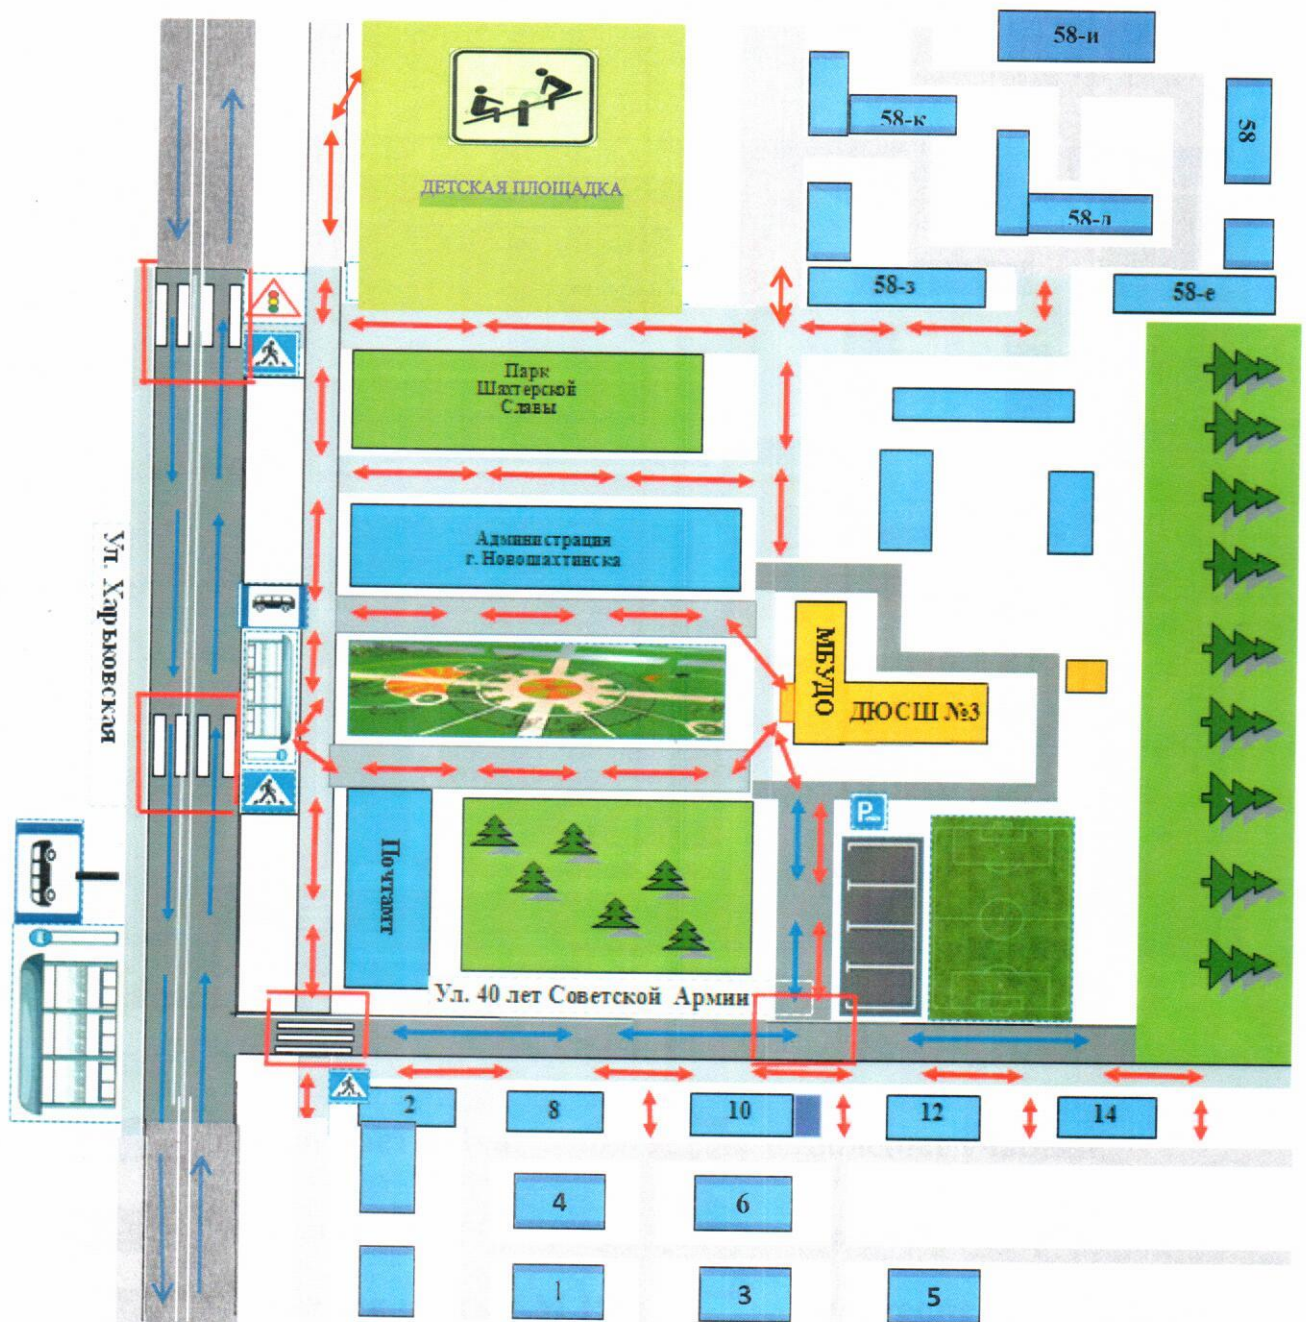 58-и
58-к
58
58-л
ДЕТСКАЯ ПЛОЩАДКА
58-з
58-е
Парк
Шахтерской
Славы
Администрация
г. Новошахтинска
Ул. Харьковская
МБУДО
ДЮСШ №3
P
Почтамт
Ул. 40 лет Советской Армии
2
8
10
12
14
4
6
1
3
5